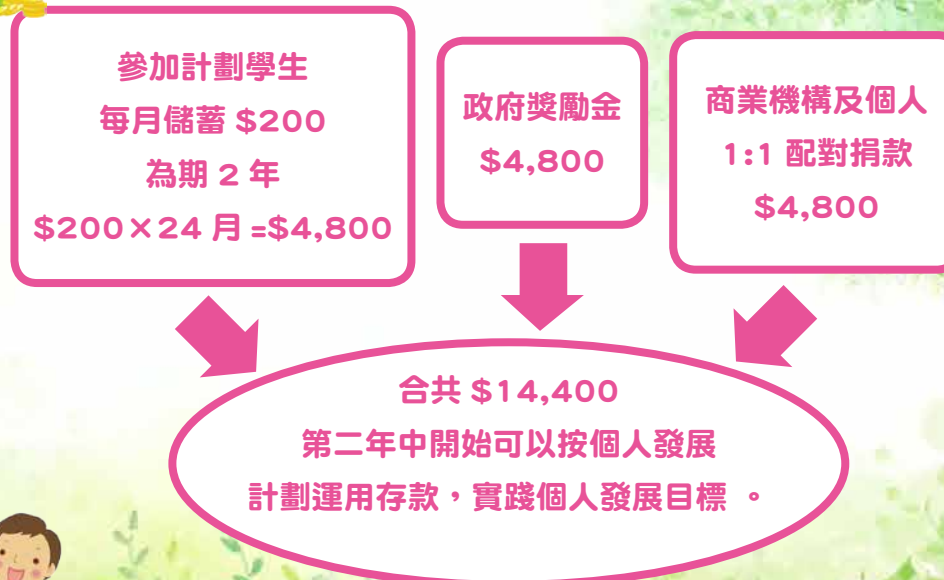 參加計劃學生
每月儲蓄 $200
為期 2 年
$200×24 月 =$4,800
政府獎勵金
$4,800
商業機構及個人
1:1 配對捐款
$4,800
合共 $14,400
第二年中開始可以按個人發展
計劃運用存款，實踐個人發展目標 。